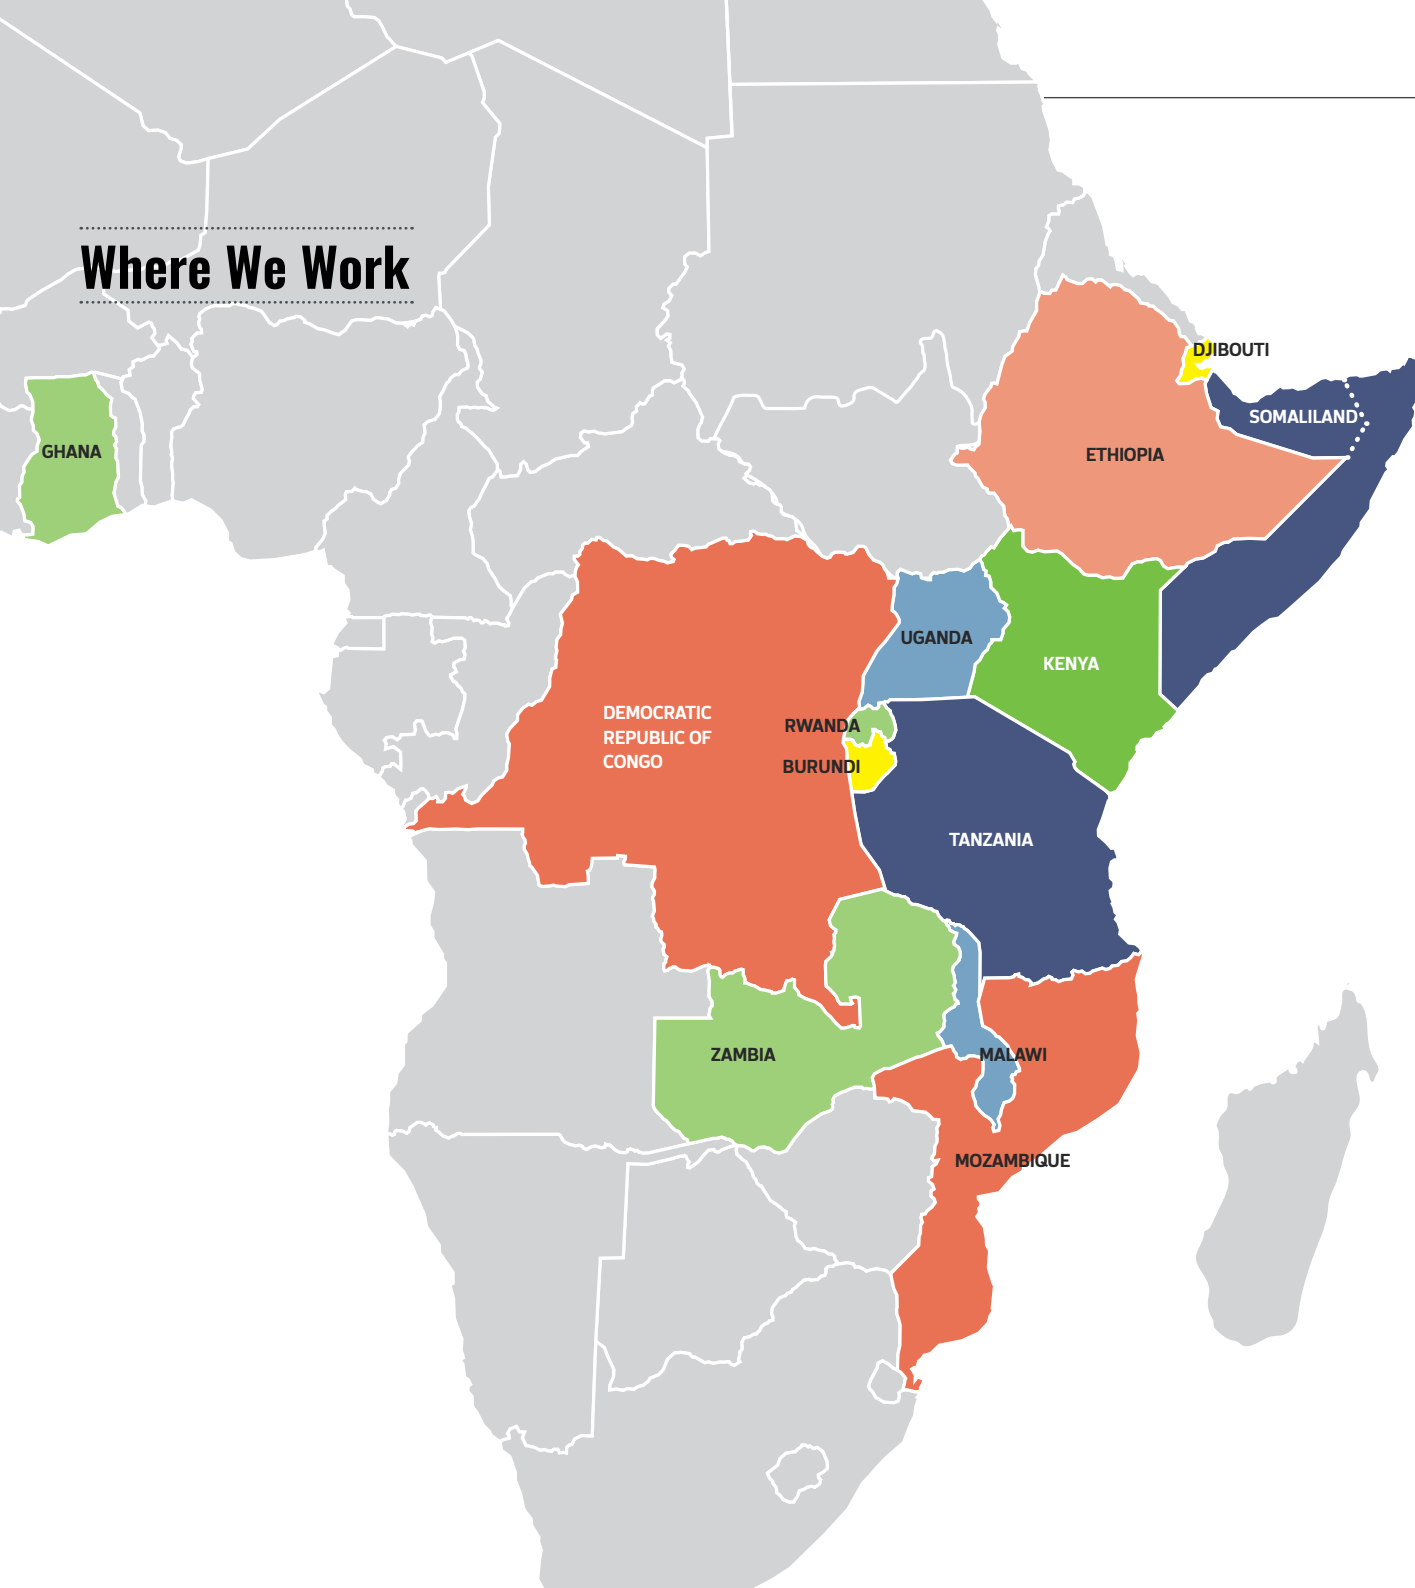 Where We Work
DJIBOUTI
SOMALILAND
GHANA
ETHIOPIA
UGANDA
KENYA
DEMOCRATIC
REPUBLIC OF
CONGO
RWANDA
BURUNDI
TANZANIA
ZAMBIA
MALAWI
MOZAMBIQUE